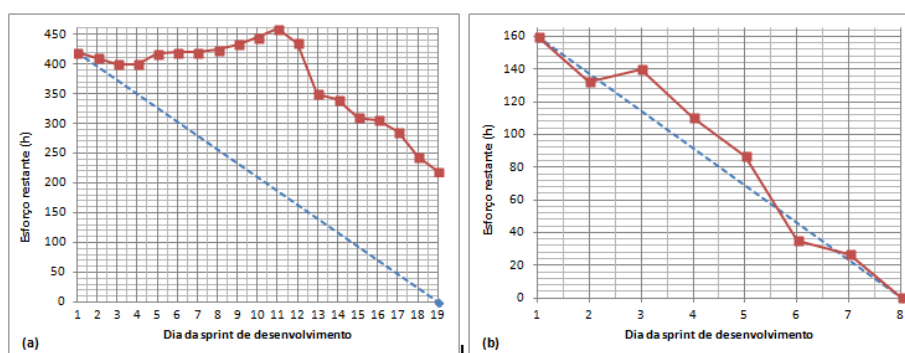 450
400
350
300
250
200
150
100
50
0
Esforço restante (h)
1 2 3 4 5 6 7 8 9 10 11 12 13 14 15 16 17 18 19
Dia da sprint de desenvolvimento
(a)
160
140
120
100
80
60
40
20
0
Esforço restante (h)
1 2 3 4 5 6 7 8
Dia da sprint de desenvolvimento
(b)